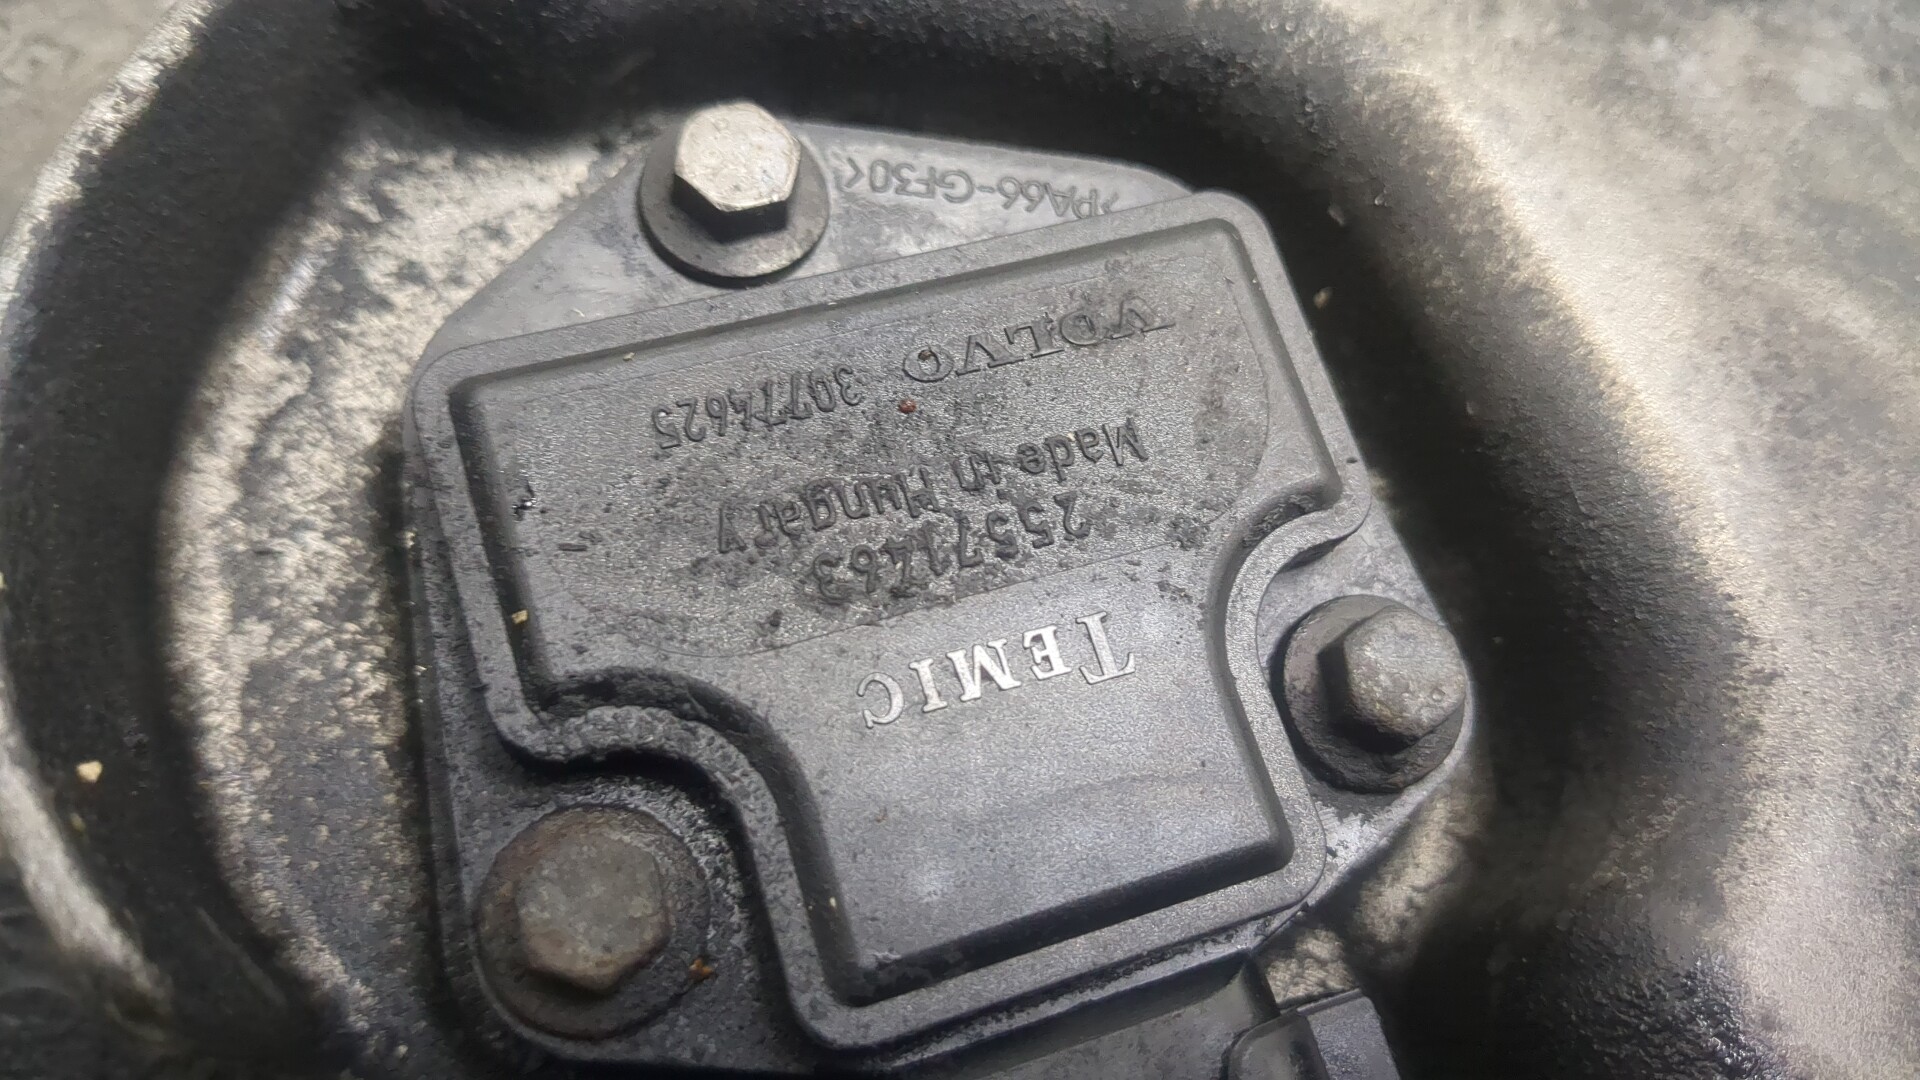 TEMIC
25571463
Made in Hungary
VOLVO 30774625
>PA66-GF30<